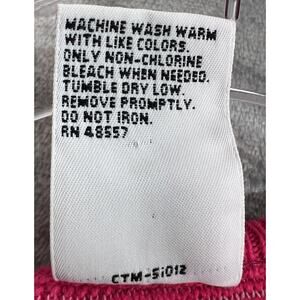 MACHINE WASH WARM
WITH LIKE COLORS.
ONLY NON-CHLORINE
BLEACH WHEN NEEDED.
TUMBLE DRY LOW.
REMOVE PROMPTLY.
DO NOT IRON.
RN 48557
CTM-5i012